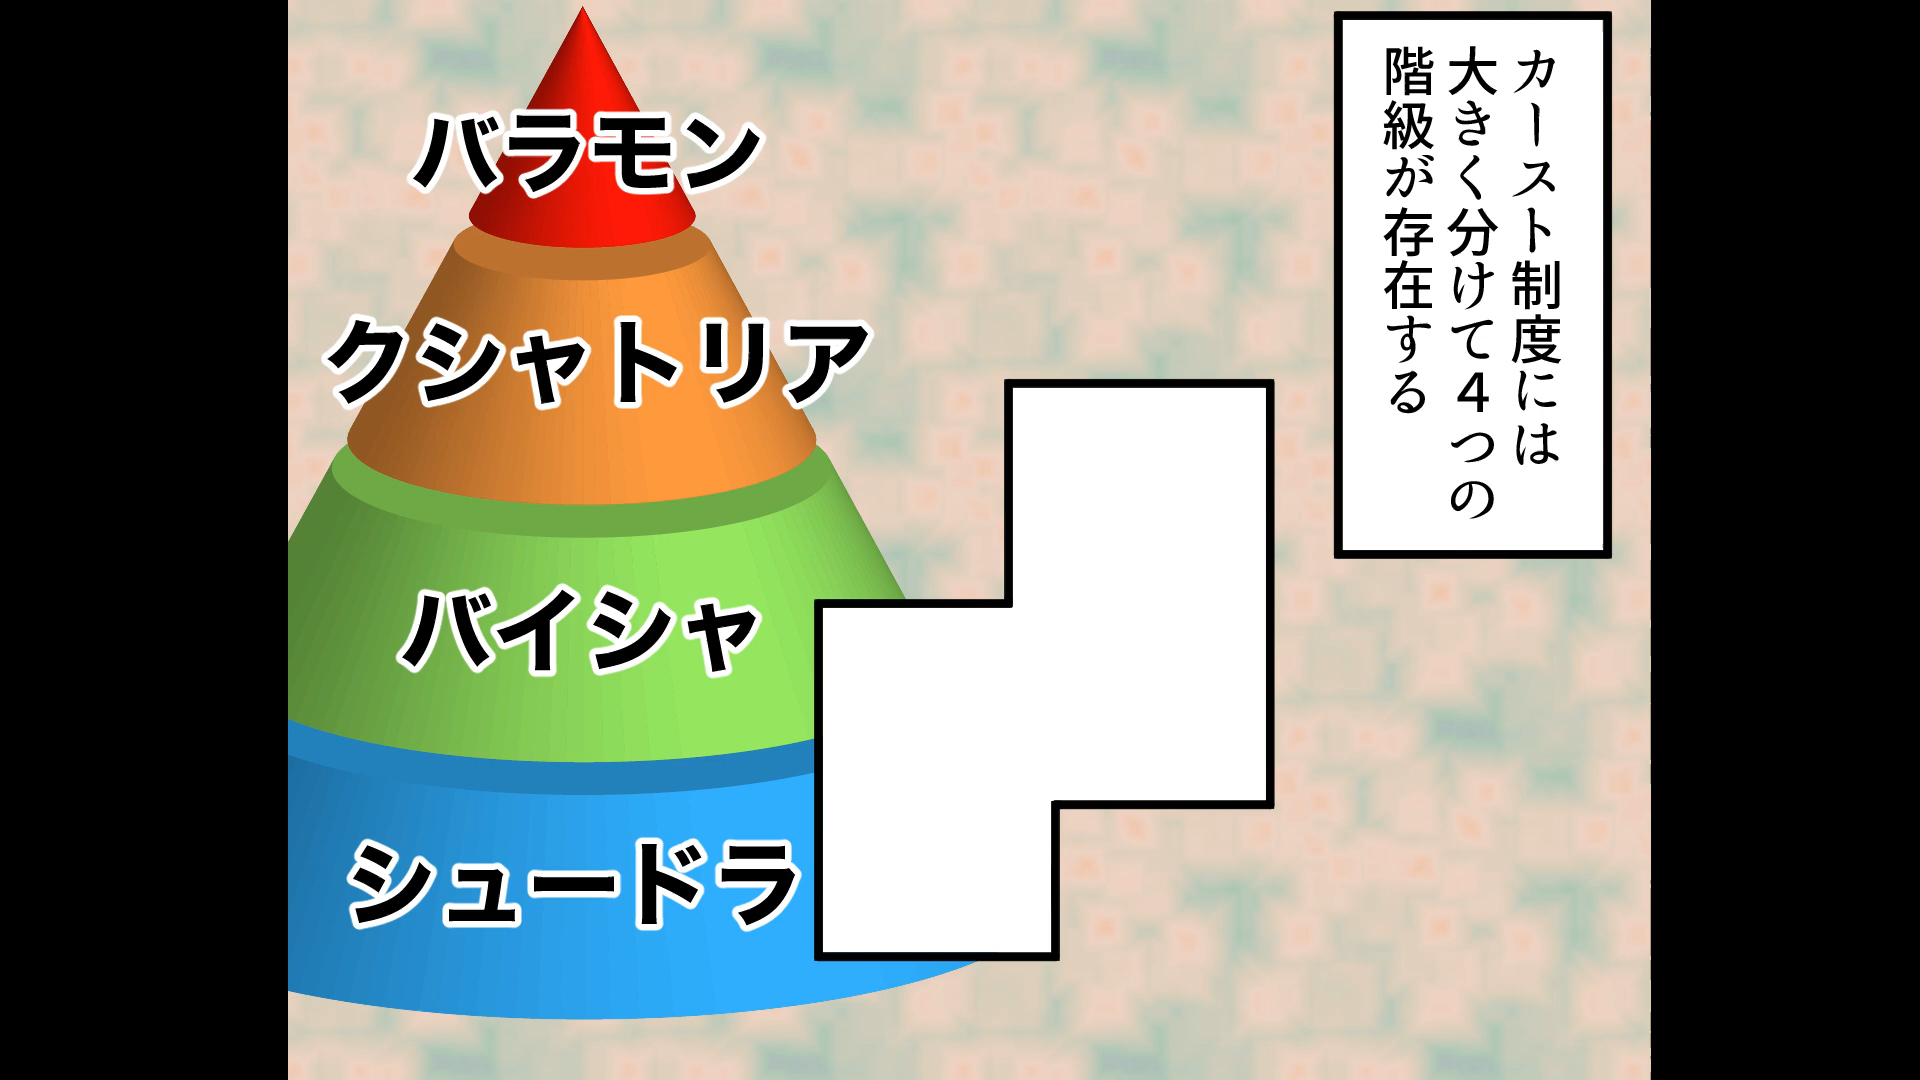 カースト制度には
大きく分けて4つの
階級が存在する
バラモン
クシャトリア
バイシャ
シュードラ